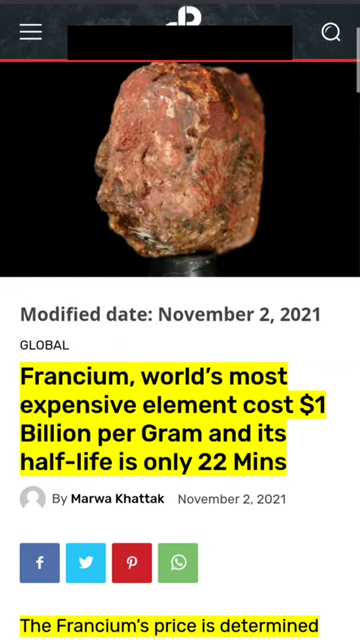 Modified date: November 2, 2021
GLOBAL
Francium, world's most
expensive element cost $1
Billion per Gram and its
half-life is only 22 Mins
By Marwa Khattak November 2, 2021
The Francium's price is determined